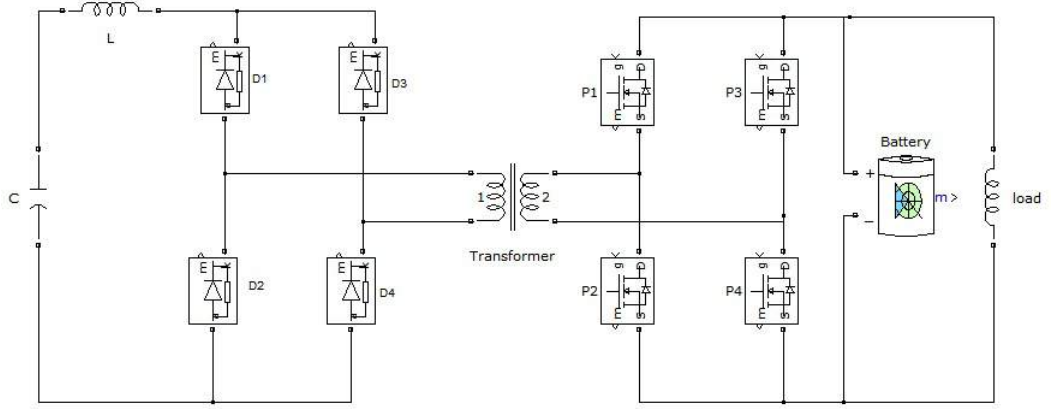 L
m
k
a
D1
m
k
a
D3
C
m
k
a
D2
m
k
a
D4
1
2
Transformer
g
D
m
S
P1
g
D
m
S
P3
g
D
m
S
P2
g
D
m
S
P4
Battery
+
m >
–
load